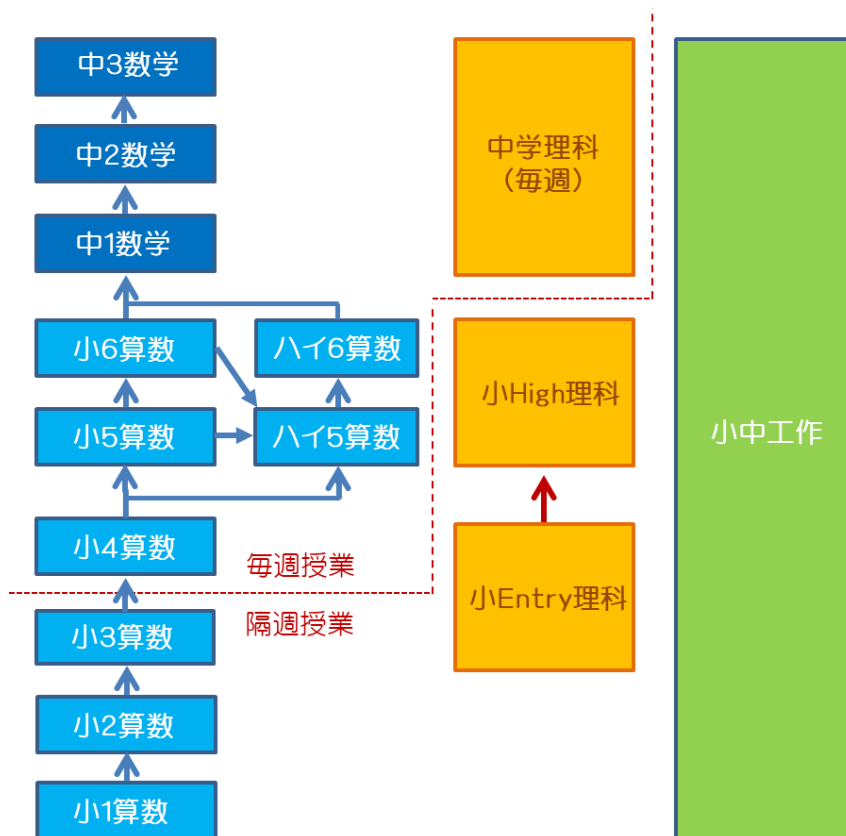 中3数学
中2数学
中1数学
小6算数
ハイ6算数
小5算数
ハイ5算数
小4算数
毎週授業
隔週授業
小3算数
小2算数
小1算数
中学理科
（毎週）
小High理科
小Entry理科
小中工作